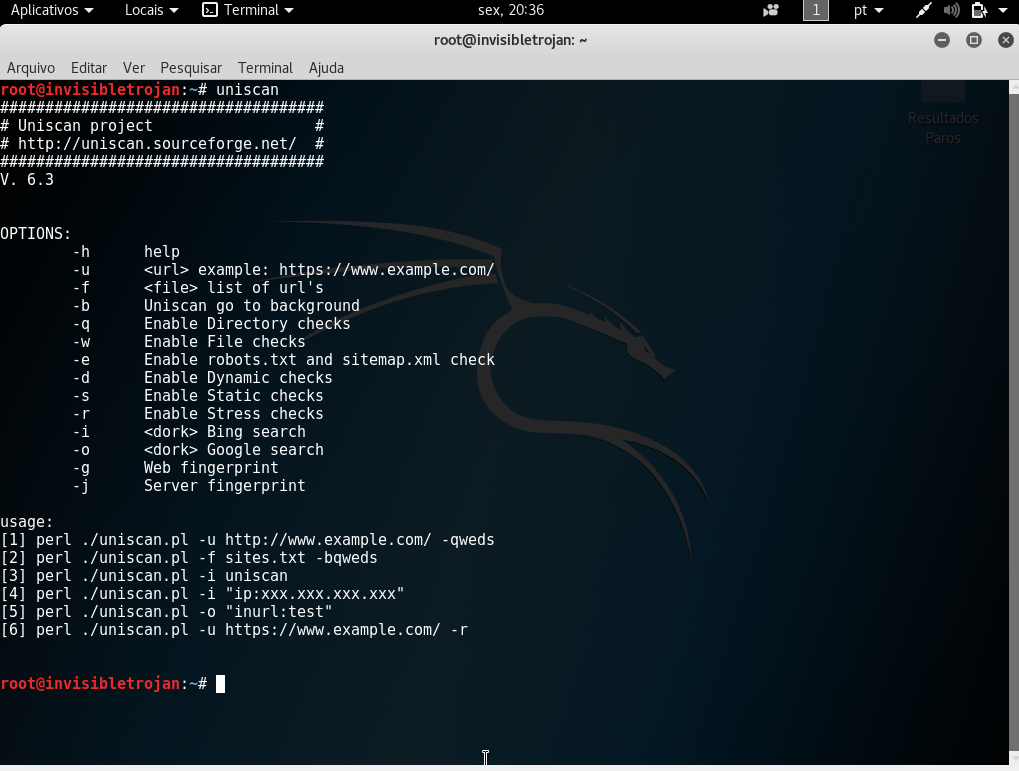 Aplicativos Locais Terminal sex, 20:36 1 pt
root@invisibletrojan: ~
Arquivo Editar Ver Pesquisar Terminal Ajuda
root@invisibletrojan:~# uniscan
####################################
# Uniscan project                  #
# http://uniscan.sourceforge.net/  #
####################################
V. 6.3
OPTIONS:
-h help
-u <url> example: https://www.example.com/
-f <file> list of url's
-b Uniscan go to background
-q Enable Directory checks
-w Enable File checks
-e Enable robots.txt and sitemap.xml check
-d Enable Dynamic checks
-s Enable Static checks
-r Enable Stress checks
-i <dork> Bing search
-o <dork> Google search
-g Web fingerprint
-j Server fingerprint
usage:
[1] perl ./uniscan.pl -u http://www.example.com/ -qweds
[2] perl ./uniscan.pl -f sites.txt -bqweds
[3] perl ./uniscan.pl -i uniscan
[4] perl ./uniscan.pl -i "ip:xxx.xxx.xxx.xxx"
[5] perl ./uniscan.pl -o "inurl:test"
[6] perl ./uniscan.pl -u https://www.example.com/ -r
root@invisibletrojan:~#
Resultados
Paros